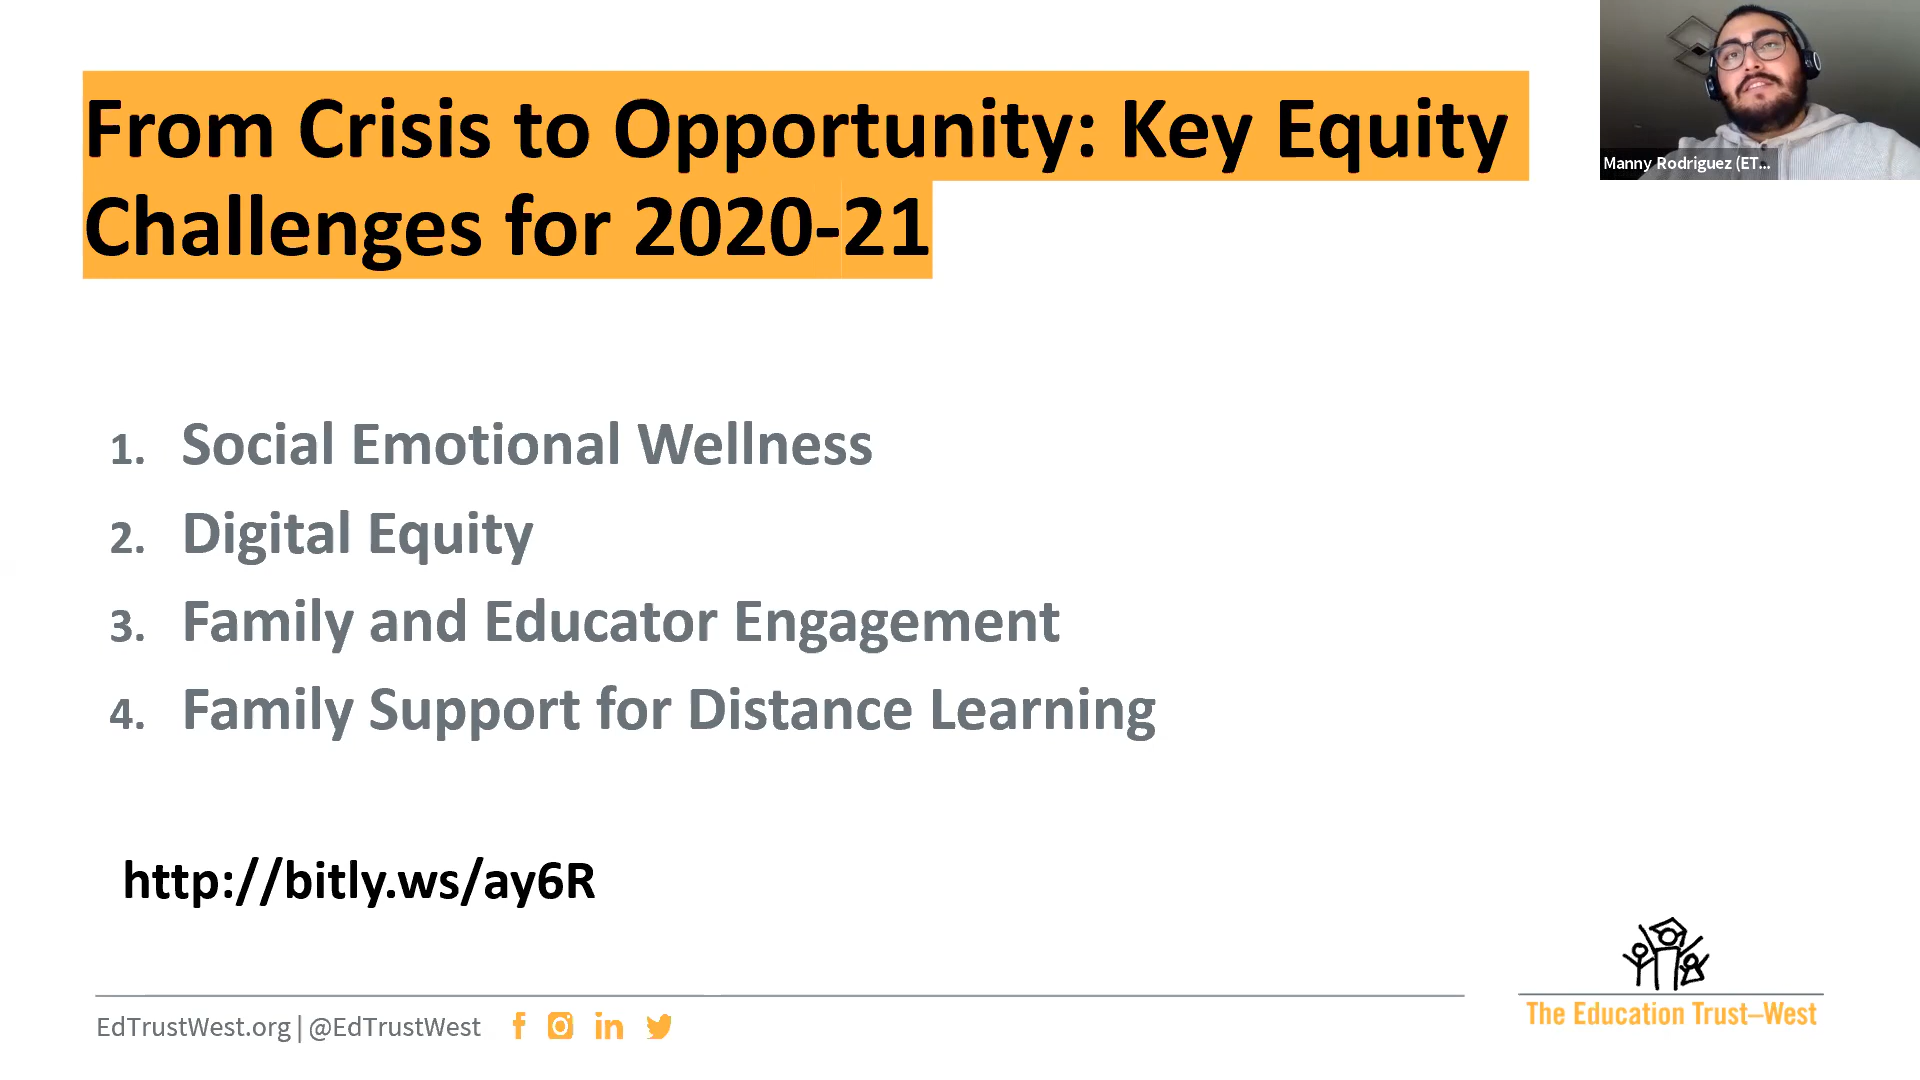 From Crisis to Opportunity: Key Equity
Challenges for 2020-21
Manny Rodriguez (ET...
1. Social Emotional Wellness
2. Digital Equity
3. Family and Educator Engagement
4. Family Support for Distance Learning
http://bitly.ws/ay6R
EdTrustWest.org | @EdTrustWest
The Education Trust–West